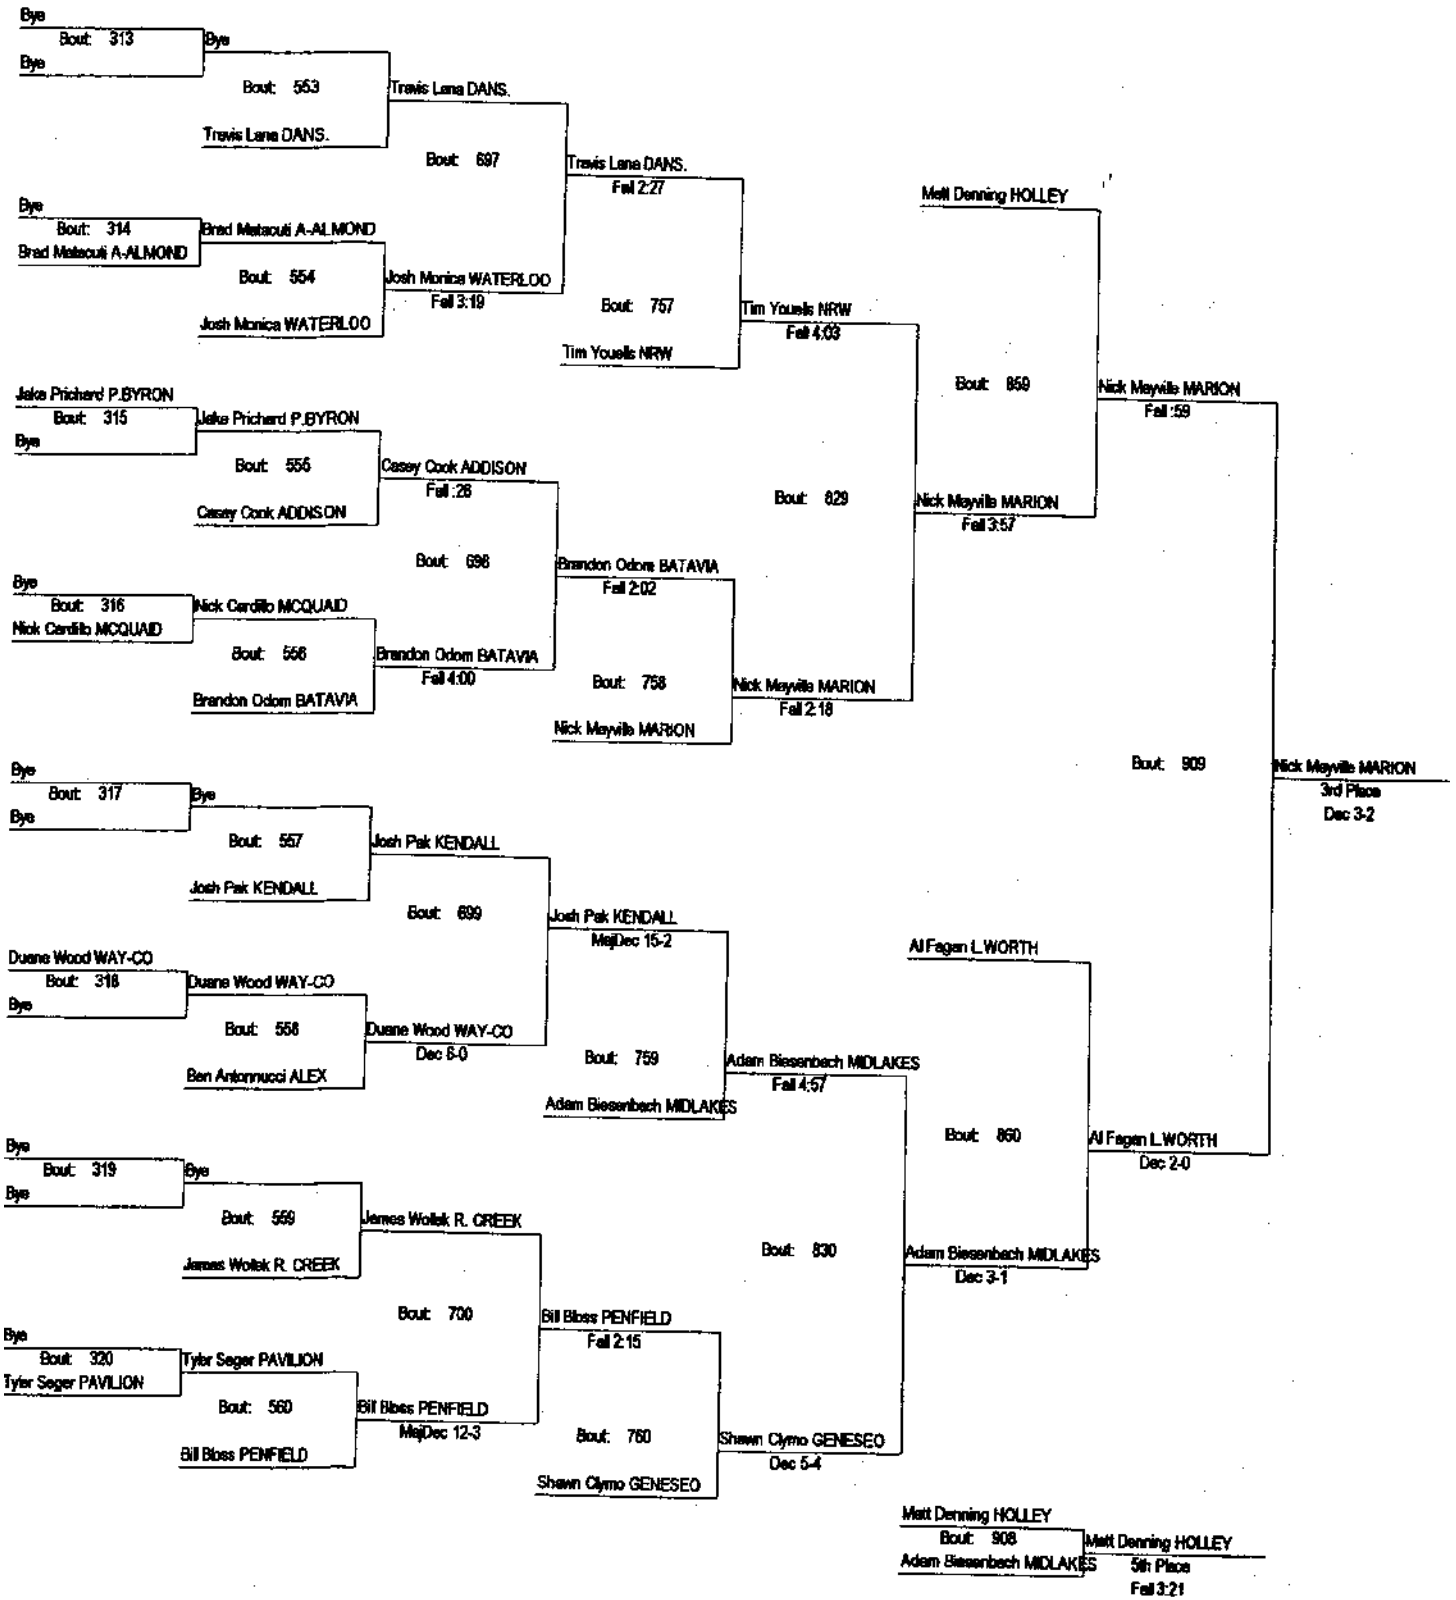 Bye
Bout: 313
Bye
Bye
Bout: 553
Travis Lana DANS.
Travis Lana DANS.
Bout: 697
Travis Lana DANS.
Fall 2:27
Bye
Bout: 314
Brad Matacuti A-ALMOND
Brad Matacuti A-ALMOND
Bout: 554
Josh Monica WATERLOO
Josh Monica WATERLOO
Fall 3:19
Bout: 757
Tim Youells NRW
Tim Youells NRW
Fall 4:03
Matt Denning HOLLEY
Bout: 859
Nick Mayville MARION
Fall :59
Jake Prichard P.BYRON
Bout: 315
Bye
Jake Prichard P.BYRON
Bout: 555
Casey Cook ADDISON
Casey Cook ADDISON
Fall :26
Bout: 698
Bout: 829
Nick Mayville MARION
Fall 3:57
Bye
Bout: 316
Nick Cardillo MCQUAID
Nick Cardillo MCQUAID
Bout: 556
Brandon Odom BATAVIA
Brandon Odom BATAVIA
Fall 4:00
Brandon Odom BATAVIA
Fall 2:02
Bout: 758
Nick Mayville MARION
Nick Mayville MARION
Fall 2:18
Bout: 909
Nick Mayville MARION
3rd Place
Dec 3-2
Bye
Bout: 317
Bye
Bye
Bout: 557
Josh Pak KENDALL
Josh Pak KENDALL
Bout: 699
Josh Pak KENDALL
MajDec 15-2
Duane Wood WAY-CO
Bout: 318
Bye
Duane Wood WAY-CO
Bout: 558
Ben Antonnucci ALEX
Duane Wood WAY-CO
Dec 6-0
Bout: 759
Adam Biesenbach MIDLAKES
Adam Biesenbach MIDLAKES
Fall 4:57
Al Fagan L.WORTH
Bout: 860
Al Fagan L.WORTH
Dec 2-0
Bye
Bout: 319
Bye
Bye
Bout: 559
James Wollek R. CREEK
James Wollek R. CREEK
Bout: 700
Bill Bloss PENFIELD
Fall 2:15
Bout: 830
Adam Biesenbach MIDLAKES
Dec 3-1
Bye
Bout: 320
Tyler Seger PAVILION
Tyler Seger PAVILION
Bout: 560
Bill Bloss PENFIELD
Bill Bloss PENFIELD
MajDec 12-3
Bout: 760
Shawn Clymo GENESEO
Shawn Clymo GENESEO
Dec 5-4
Matt Denning HOLLEY
Bout: 908
Adam Biesenbach MIDLAKES
Matt Denning HOLLEY
5th Place
Fall 3:21